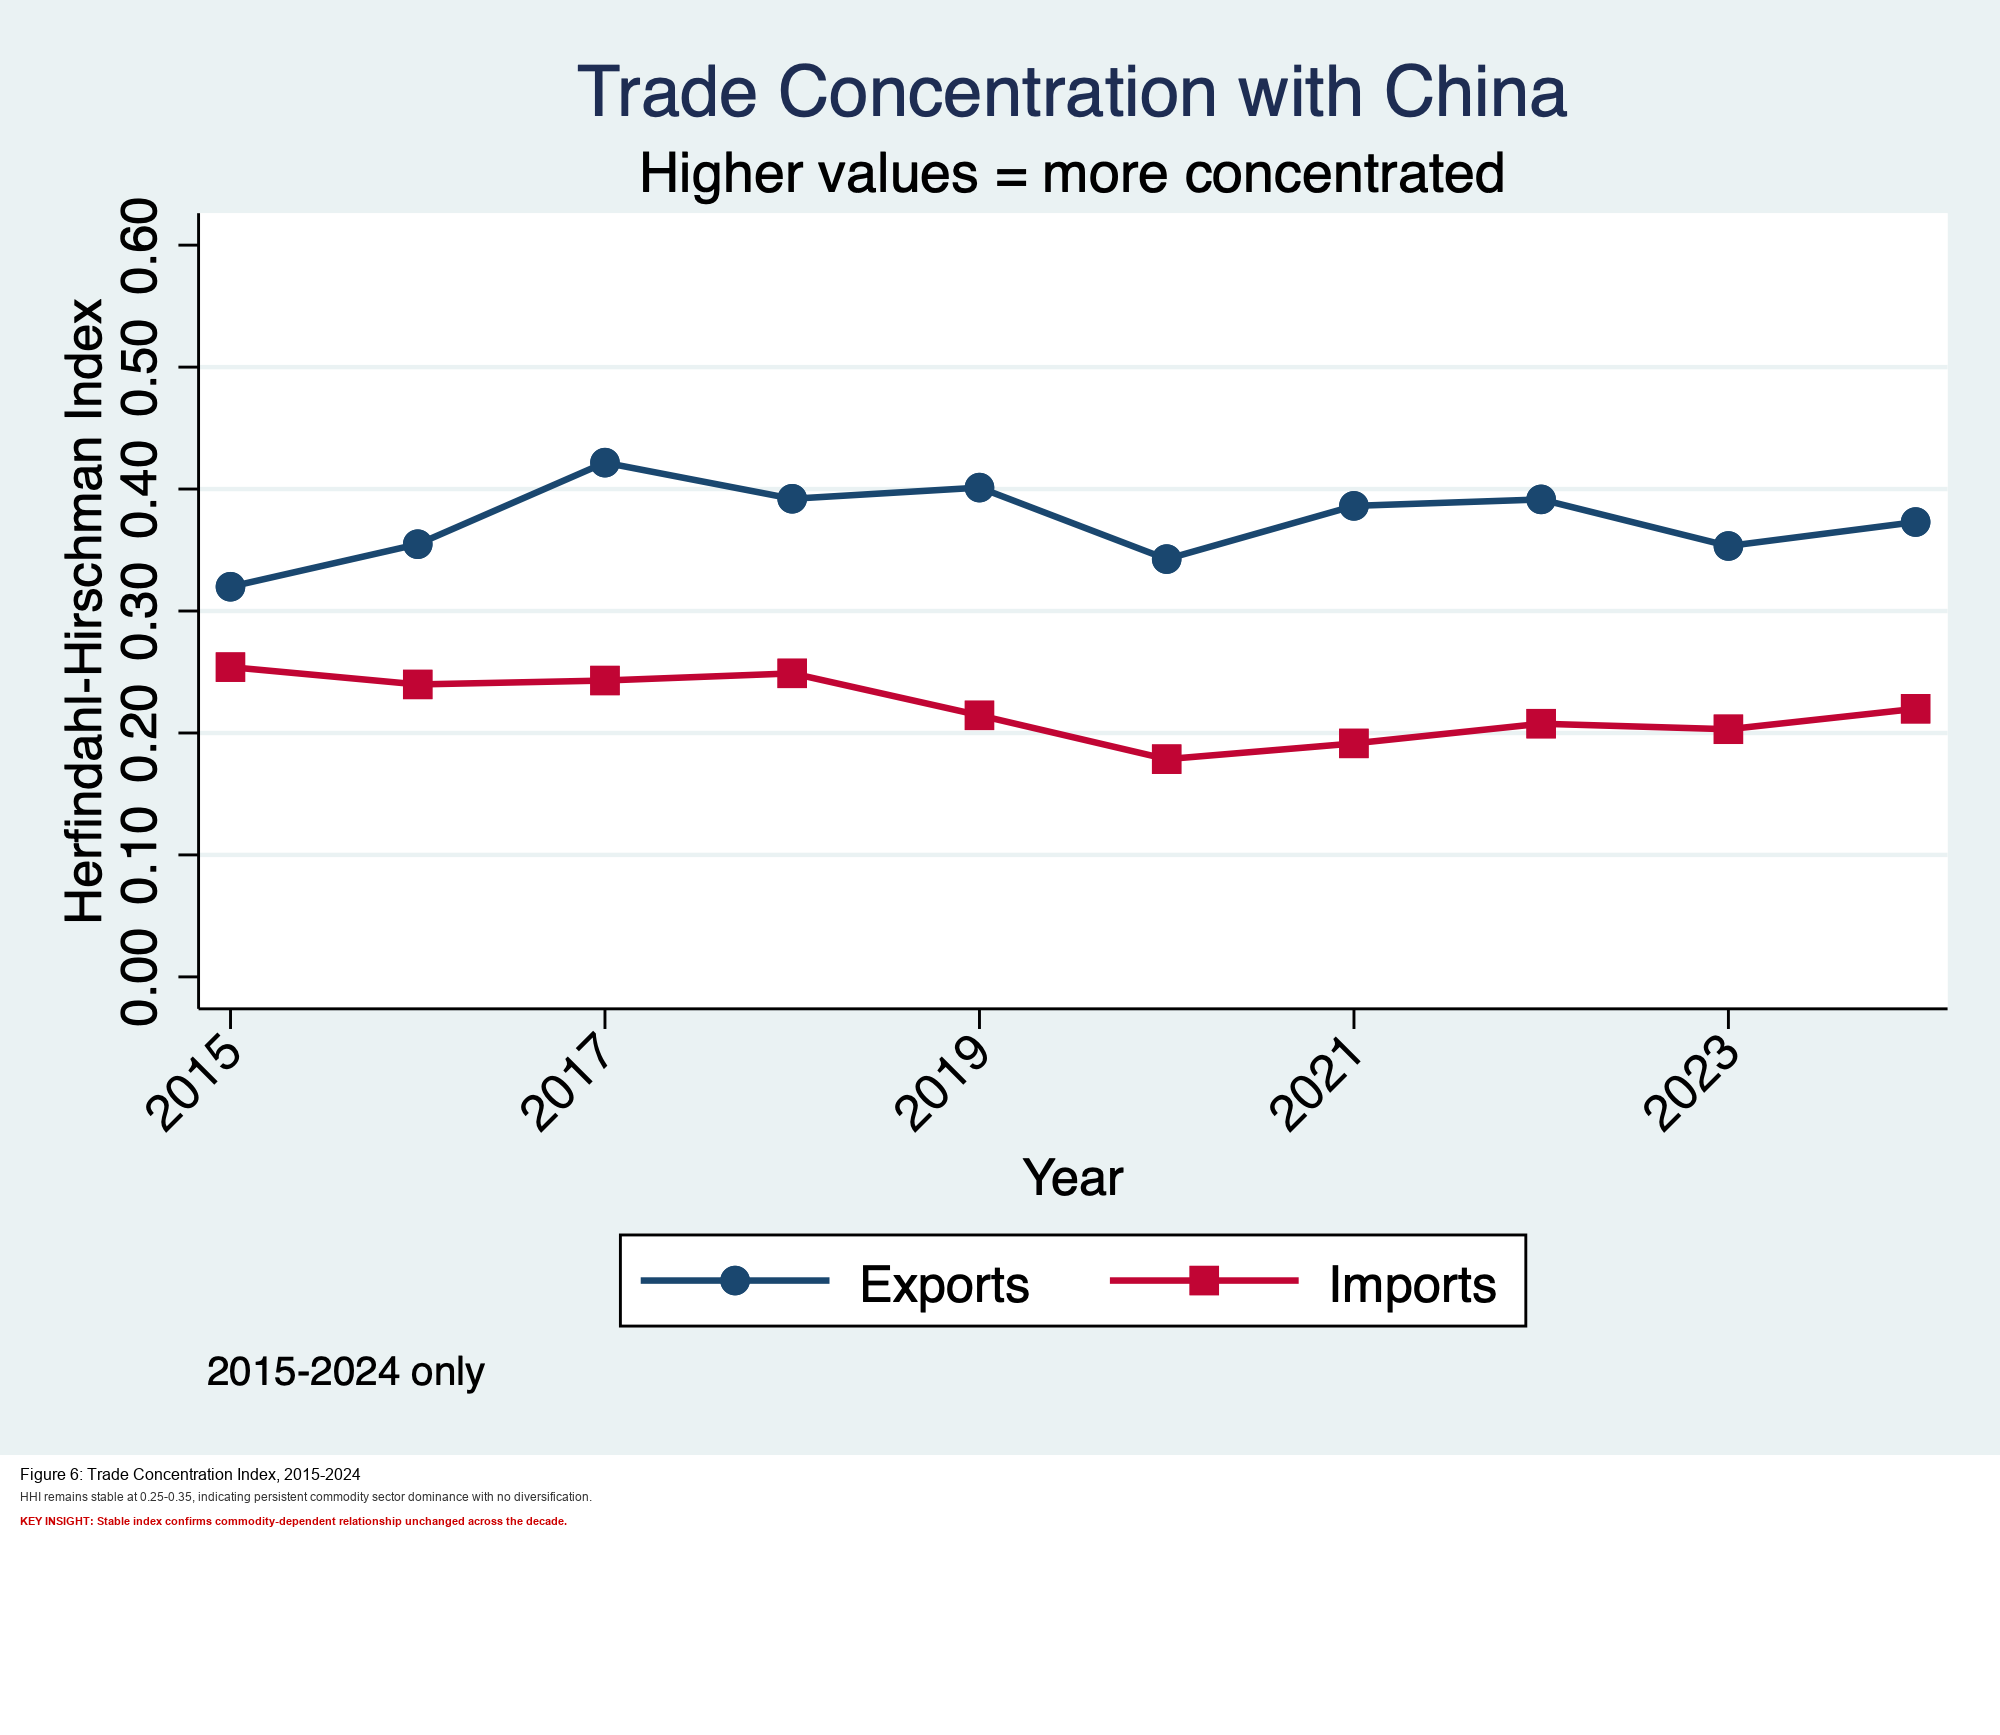 Trade Concentration with China
Higher values = more concentrated
Herfindahl-Hirschman Index
0.60
0.50
0.40
0.30
0.20
0.10
0.00
2015
2017
2019
2021
2023
Year
Exports
Imports
2015-2024 only
Figure 6: Trade Concentration Index, 2015-2024
HHI remains stable at 0.25-0.35, indicating persistent commodity sector dominance with no diversification.
KEY INSIGHT: Stable index confirms commodity-dependent relationship unchanged across the decade.